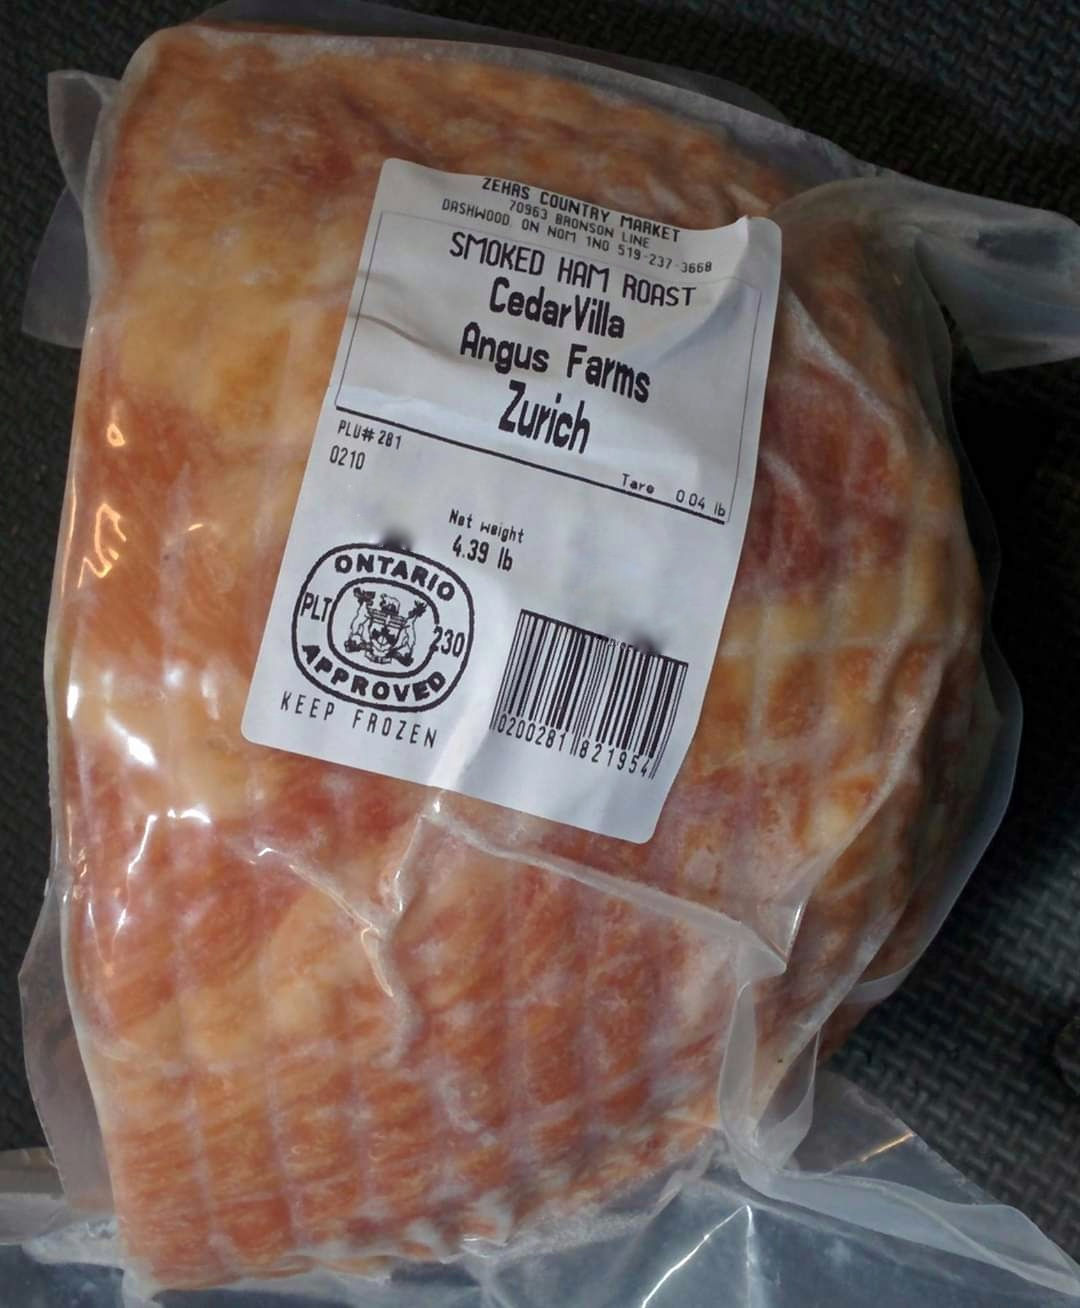 ZEHRS COUNTRY MARKET
70963 BRONSON LINE
DASHWOOD ON N0M 1N0 519-237-3668
SMOKED HAM ROAST
CedarVilla
Angus Farms
Zurich
PLU# 281
0210
Tare 0.04 lb
Net weight
4.39 lb
ONTARIO
PLT 230
APPROVED
KEEP FROZEN
0200281 821954